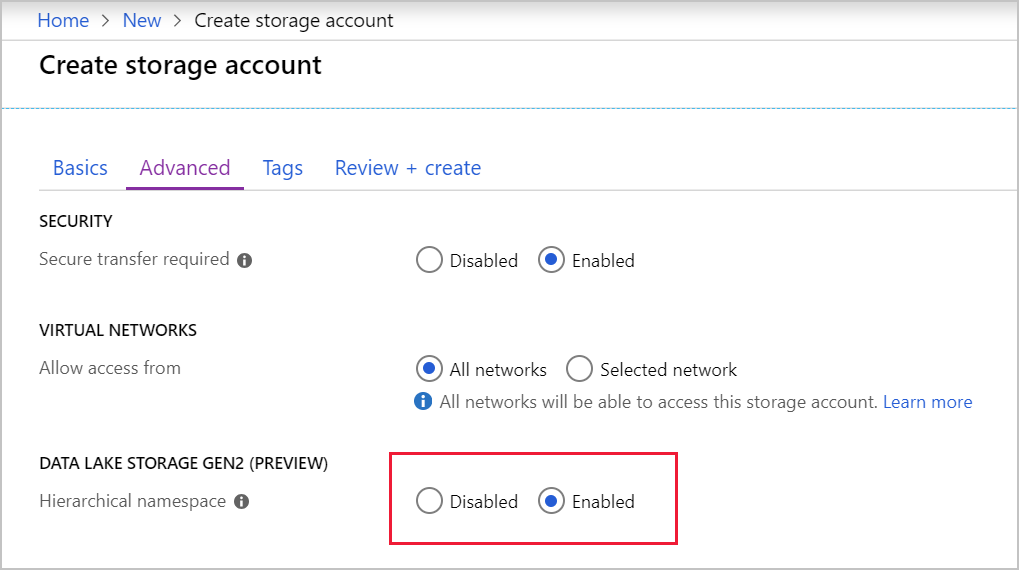 Home > New > Create storage account
Create storage account
Basics Advanced Tags Review + create
SECURITY
Secure transfer required Disabled Enabled
VIRTUAL NETWORKS
Allow access from All networks Selected network
All networks will be able to access this storage account. Learn more
DATA LAKE STORAGE GEN2 (PREVIEW)
Hierarchical namespace Disabled Enabled